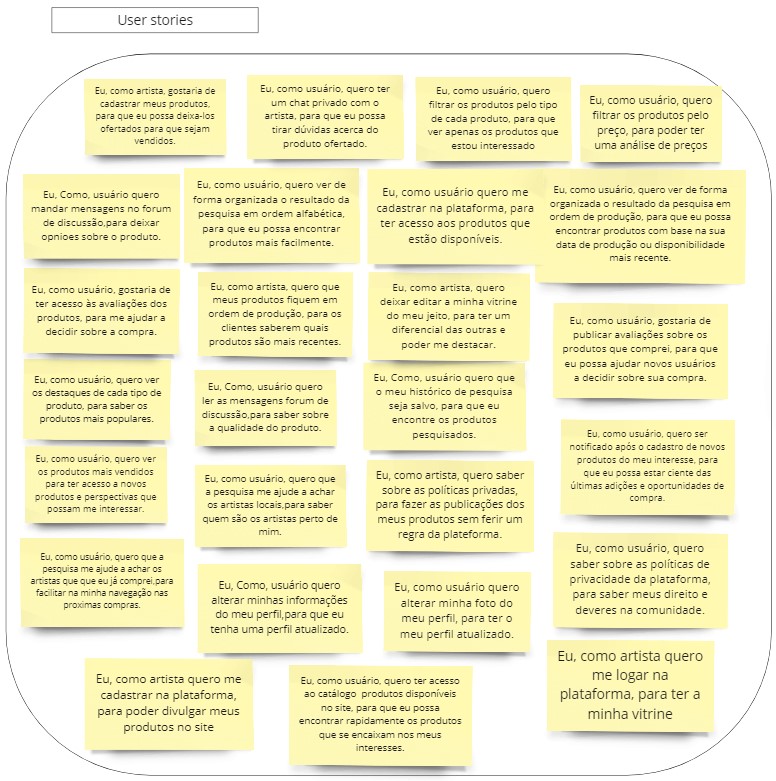 User stories
Eu, como artista, gostaria de
cadastrar meus produtos,
para que eu possa deixa-los
ofertados para que sejam
vendidos.
Eu, como usuário, quero ter
um chat privado com o
artista, para que eu possa
tirar dúvidas acerca do
produto ofertado.
Eu, como usuário, quero
filtrar os produtos pelo tipo
de cada produto, para que
ver apenas os produtos que
estou interessado
Eu, como usuário, quero
filtrar os produtos pelo
preço, para poder ter
uma análise de preços
Eu, Como, usuário quero
mandar mensagens no forum
de discussão,para deixar
opnioes sobre o produto.
Eu, como usuário, quero ver de
forma organizada o resultado da
pesquisa em ordem alfabética,
para que eu possa encontrar
produtos mais facilmente.
Eu, como usuário quero me
cadastrar na plataforma, para
ter acesso aos produtos que
estão disponíveis.
Eu, como usuário, quero ver de forma
organizada o resultado da pesquisa em
ordem de produção, para que eu possa
encontrar produtos com base na sua
data de produção ou disponibilidade
mais recente.
Eu, como usuário, gostaria de
ter acesso às avaliações dos
produtos, para me ajudar a
decidir sobre a compra.
Eu, como artista, quero que
meus produtos fiquem em
ordem de produção, para os
clientes saberem quais
produtos são mais recentes.
Eu, como artista, quero
deixar editar a minha vitrine
do meu jeito, para ter um
diferencial das outras e
poder me destacar.
Eu, como usuário, gostaria de
publicar avaliações sobre os
produtos que comprei, para que
eu possa ajudar novos usuários
a decidir sobre sua compra.
Eu, como usuário, quero ver
os destaques de cada tipo de
produto, para saber os
produtos mais populares.
Eu, Como, usuário quero
ler as mensagens forum de
discussão,para saber sobre
a qualidade do produto.
Eu, Como, usuário quero que
o meu histórico de pesquisa
seja salvo, para que eu
encontre os produtos
pesquisados.
Eu, como usuário, quero ser
notificado após o cadastro de novos
produtos do meu interesse, para
que eu possa estar ciente das
últimas adições e oportunidades de
compra.
Eu, como usuário, quero ver
os produtos mais vendidos
para ter acesso a novos
produtos e perspectivas que
possam me interessar.
Eu, como usuário, quero que
a pesquisa me ajude a achar
os artistas locais,para saber
quem são os artistas perto de
mim.
Eu, como artista, quero saber
sobre as políticas privadas,
para fazer as publicações dos
meus produtos sem ferir um
regra da plateforma.
Eu, como usuário, quero que a
pesquisa me ajude a achar os
artistas que que eu já comprei,para
facilitar na minha navegação nas
proximas compras.
Eu, Como, usuário quero
alterar minhas informações
do meu perfil,para que eu
tenha uma perfil atualizado.
Eu, como usuário quero
alterar minha foto do
meu perfil, para ter o
meu perfil atualizado.
Eu, como usuário, quero
saber sobre as políticas de
privacidade da plataforma,
para saber meus direito e
deveres na comunidade.
Eu, como artista quero me
cadastrar na plataforma,
para poder divulgar meus
produtos no site
Eu, como usuário, quero ter acesso
ao catálogo produtos disponíveis
no site, para que eu possa
encontrar rapidamente os produtos
que se encaixam nos meus
interesses.
Eu, como artista quero
me logar na
plataforma, para ter a
minha vitrine